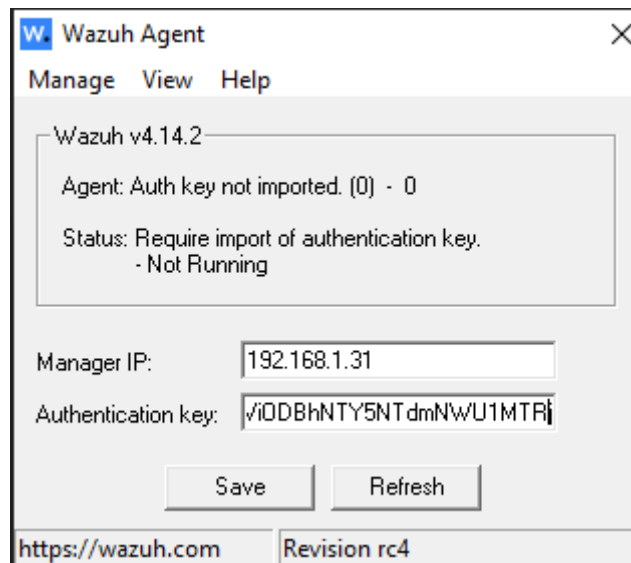 W. Wazuh Agent
Manage View Help
Wazuh v4.14.2
Agent: Auth key not imported. (0) - 0
Status: Require import of authentication key.
- Not Running
Manager IP: 192.168.1.31
Authentication key:
Save Refresh
https://wazuh.com Revision rc4